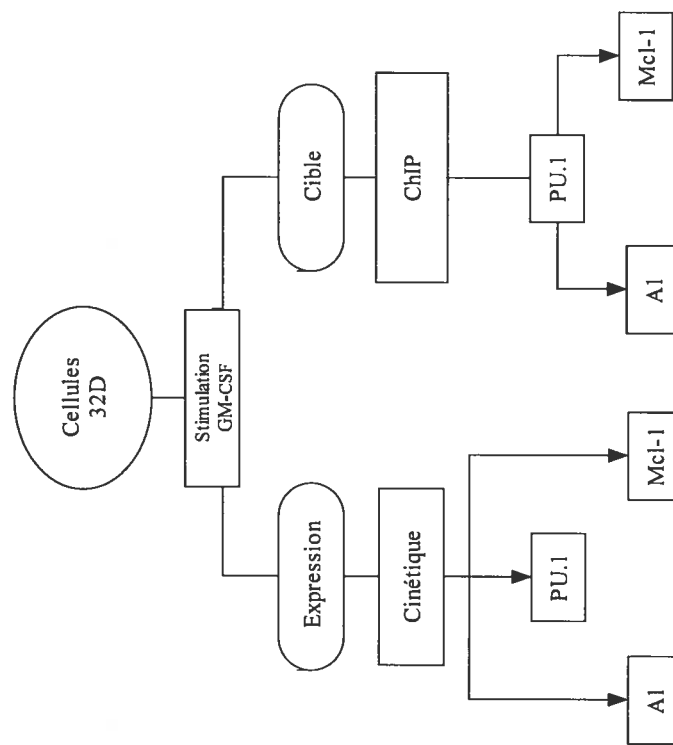 Cellules
32D
Stimulation
GM-CSF
Expression
Cible
Cinétique
ChIP
PU.1
PU.1
A1
Mcl-1
A1
Mcl-1